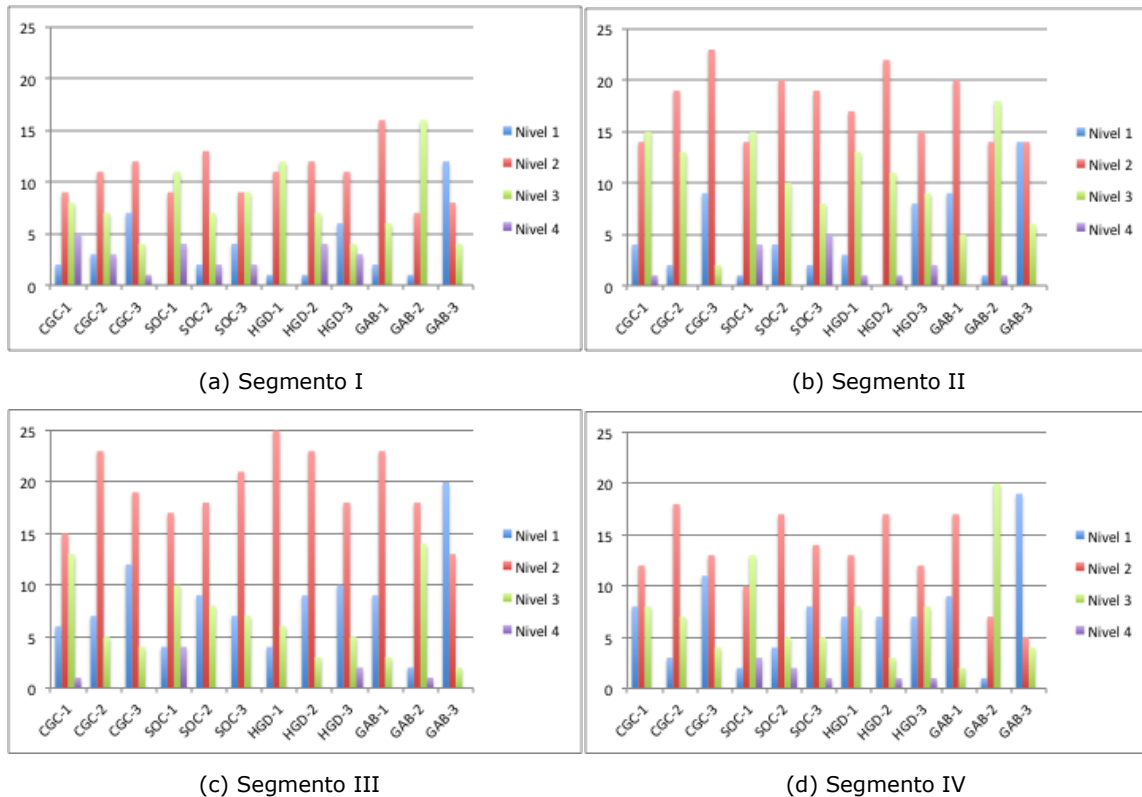 25
20
15
10
5
0
CGC-1 CGC-2 CGC-3 SOC-1 SOC-2 SOC-3 HGD-1 HGD-2 HGD-3 GAB-1 GAB-2 GAB-3
Nivel 1
Nivel 2
Nivel 3
Nivel 4
(a) Segmento I
25
20
15
10
5
0
CGC-1 CGC-2 CGC-3 SOC-1 SOC-2 SOC-3 HGD-1 HGD-2 HGD-3 GAB-1 GAB-2 GAB-3
Nivel 1
Nivel 2
Nivel 3
Nivel 4
(b) Segmento II
25
20
15
10
5
0
CGC-1 CGC-2 CGC-3 SOC-1 SOC-2 SOC-3 HGD-1 HGD-2 HGD-3 GAB-1 GAB-2 GAB-3
Nivel 1
Nivel 2
Nivel 3
Nivel 4
(c) Segmento III
25
20
15
10
5
0
CGC-1 CGC-2 CGC-3 SOC-1 SOC-2 SOC-3 HGD-1 HGD-2 HGD-3 GAB-1 GAB-2 GAB-3
Nivel 1
Nivel 2
Nivel 3
Nivel 4
(d) Segmento IV